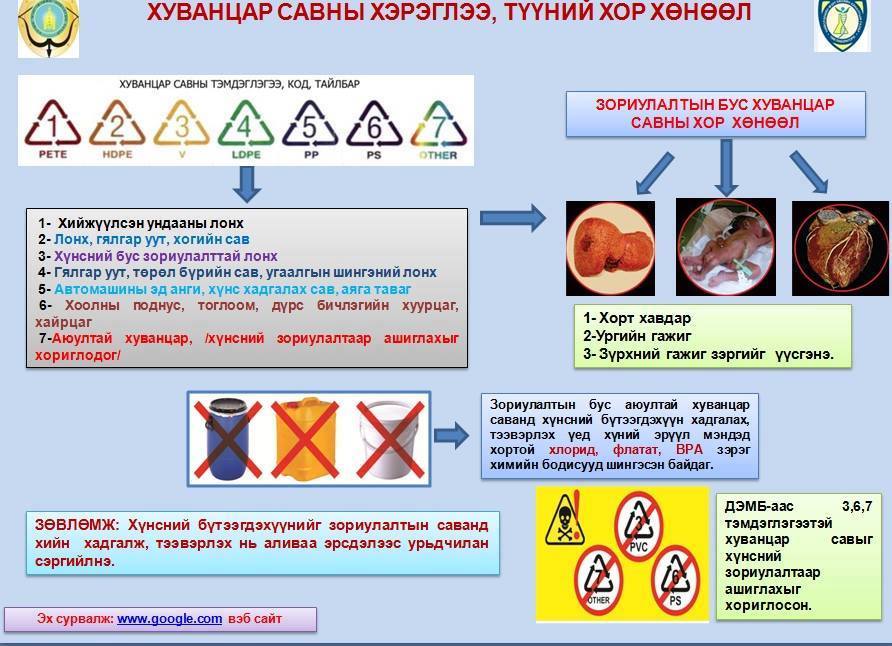 ХУВАНЦАР САВНЫ ХЭРЭГЛЭЭ, ТҮҮНИЙ ХОР ХӨНӨӨЛ
ХУВАНЦАР САВНЫ ТЭМДЭГЛЭГЭЭ, КОД, ТАЙЛБАР
1 2 3 4 5 6 7
PETE HDPE V LDPE PP PS OTHER
ЗОРИУЛАЛТЫН БУС ХУВАНЦАР
САВНЫ ХОР ХӨНӨӨЛ
1- Хийжүүлсэн ундааны лонх
2- Лонх, гялгар уут, хогийн сав
3- Хүнсний бус зориулалттай лонх
4- Гялгар уут, төрөл бүрийн сав, угаалгын шингэний лонх
5- Автомашины эд анги, хүнс хадгалах сав, аяга таваг
6- Хоолны поднус, тоглоом, дүрс бичлэгийн хуурцаг,
хайрцаг
7-Аюултай хуванцар, /хүнсний зориулалтаар ашиглахыг
хориглодог/
1- Хорт хавдар
2-Ургийн гажиг
3- Зүрхний гажиг зэргийг үүсгэнэ.
Зориулалтын бус аюултай хуванцар
саванд хүнсний бүтээгдэхүүн хадгалах,
тээвэрлэх үед хүний эрүүл мэндэд
хортой хлорид, флатат, BPA зэрэг
химийн бодисууд шингэсэн байдаг.
ЗӨВЛӨМЖ: Хүнсний бүтээгдэхүүнийг зориулалтын саванд
хийн хадгалж, тээвэрлэх нь аливаа эрсдэлээс урьдчилан
сэргийлнэ.
3
PVC
7
OTHER
6
PS
ДЭМБ-аас 3,6,7
тэмдэглэгээтэй
хуванцар савыг
хүнсний
зориулалтаар
ашиглахыг
хориглосон.
Эх сурвалж: www.google.com вэб сайт